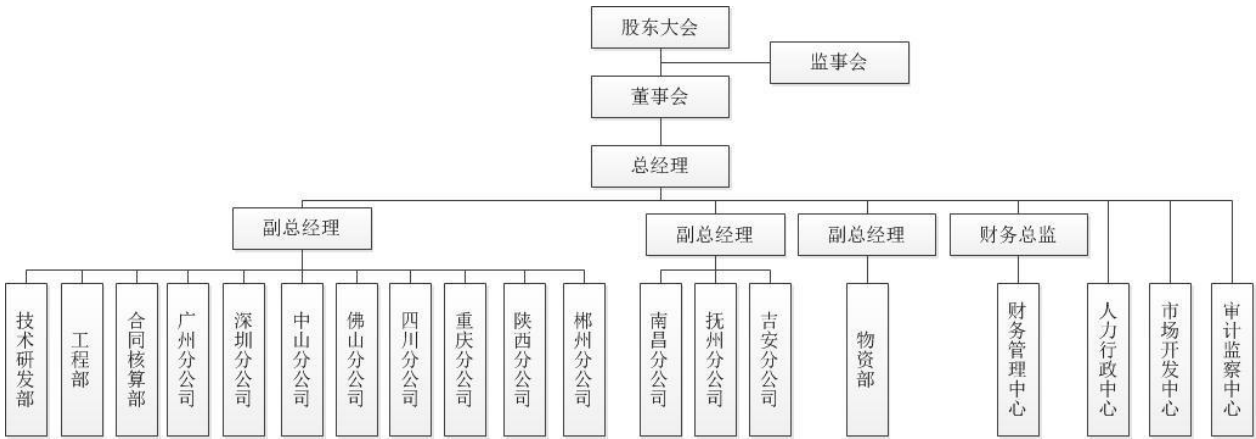 股东大会
监事会
董事会
总经理
副总经理
副总经理
副总经理
财务总监
技术研发部
工程部
合同核算部
广州分公司
深圳分公司
中山分公司
佛山分公司
四川分公司
重庆分公司
陕西分公司
郴州分公司
南昌分公司
抚州分公司
吉安分公司
物资部
财务管理中心
人力行政中心
市场开发中心
审计监察中心